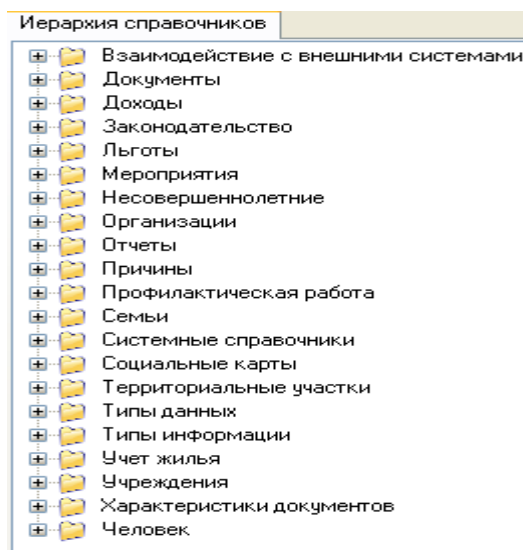 Иерархия справочников
Взаимодействие с внешними системами
Документы
Доходы
Законодательство
Льготы
Мероприятия
Несовершеннолетние
Организации
Отчеты
Причины
Профилактическая работа
Семьи
Системные справочники
Социальные карты
Территориальные участки
Типы данных
Типы информации
Учет жилья
Учреждения
Характеристики документов
Человек